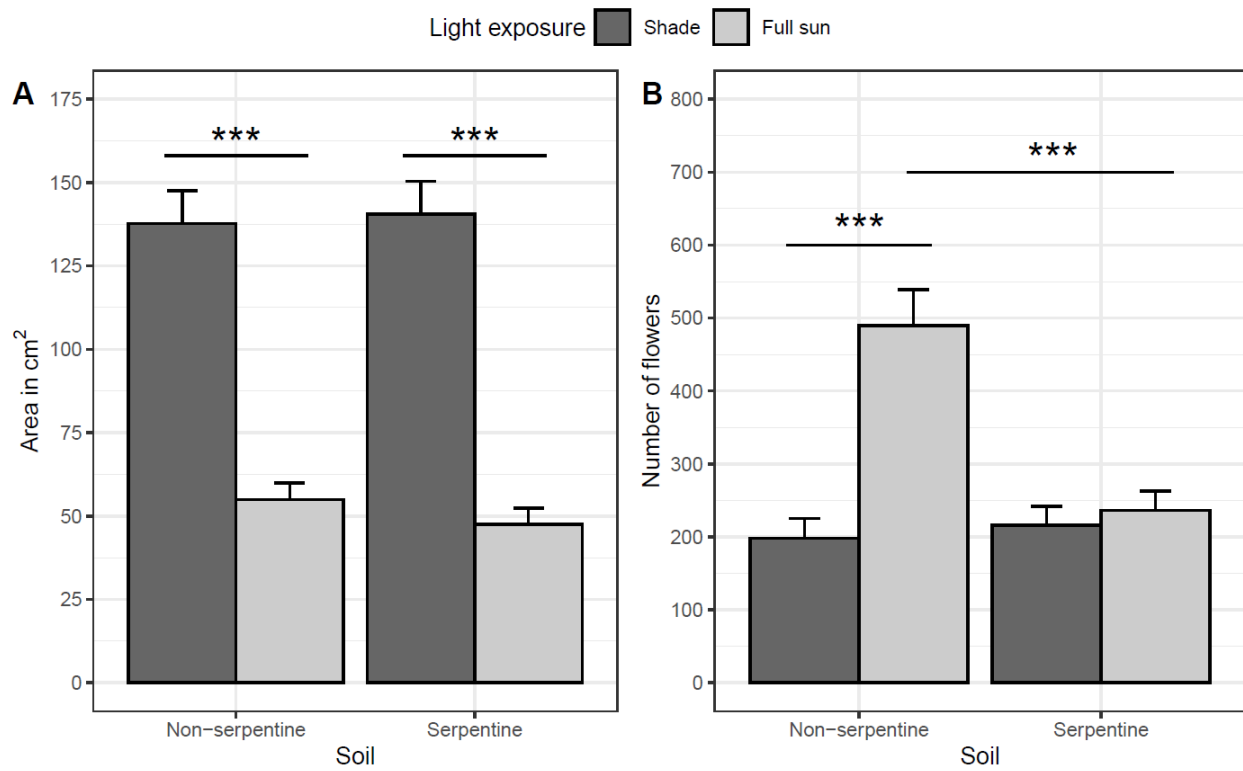 Light exposure Shade Full sun
A
175
150
125
100
75
50
25
0
Area in cm²
***
***
Non−serpentine Serpentine
Soil
B
800
700
600
500
400
300
200
100
0
Number of flowers
***
***
Non−serpentine Serpentine
Soil